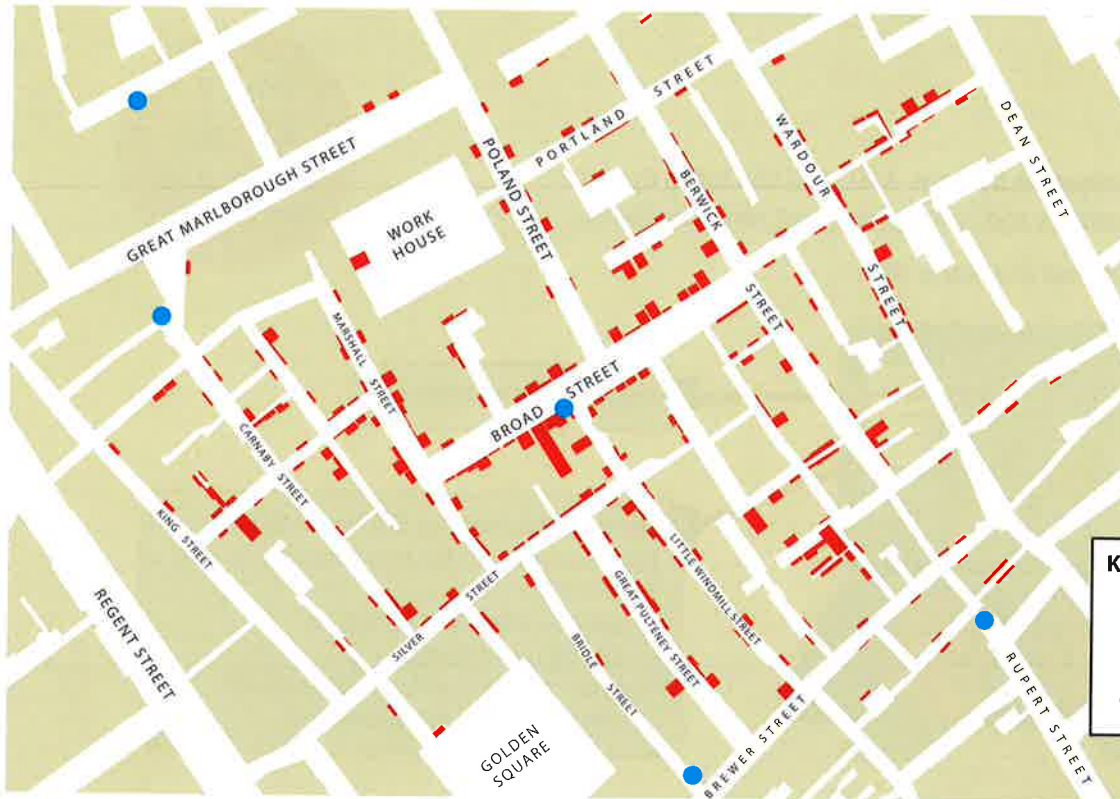 GREAT MARLBOROUGH STREET
POLAND STREET
PORTLAND STREET
BERWICK STREET
WARDOUR STREET
DEAN STREET
WORK
HOUSE
MARSHALL STREET
BROAD STREET
CARNABY STREET
KING STREET
REGENT STREET
SILVER STREET
GOLDEN
SQUARE
BRIDLE STREET
GREAT PULTENEY STREET
LITTLE WINDMILL STREET
BREWER STREET
RUPERT STREET
K